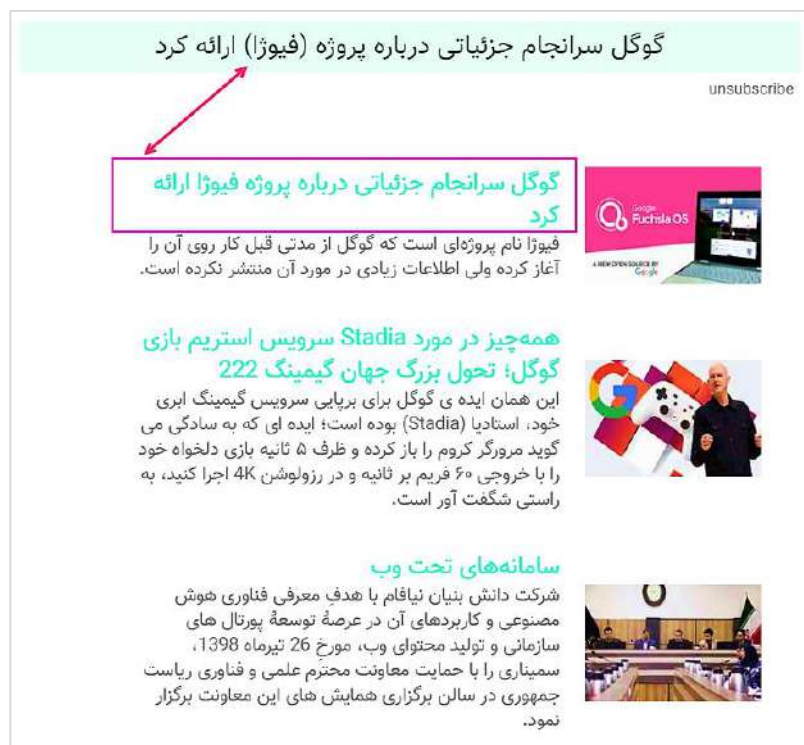 گوگل سرانجام جزئیاتی درباره پروژه (فیوژا) ارائه کرد
unsubscribe
گوگل سرانجام جزئیاتی درباره پروژه فیوژا ارائه
کرد
فیوژا نام پروژه‌ای است که گوگل از مدتی قبل کار روی آن را
آغاز کرده ولی اطلاعات زیادی در مورد آن منتشر نکرده است.
Google
Fuchsla OS
A NEW OPEN SOURCE BY
Google
همه‌چیز در مورد Stadia سرویس استریم بازی
گوگل؛ تحول بزرگ جهان گیمینگ 222
این همان ایده ی گوگل برای برپایی سرویس گیمینگ ابری
خود، استادیا (Stadia) بوده است؛ ایده ای که به سادگی می
گوید مرورگر کروم را باز کرده و ظرف ۵ ثانیه بازی دلخواه خود
را با خروجی ۶۰ فریم بر ثانیه و در رزولوشن 4K اجرا کنید، به
راستی شگفت آور است.
سامانه‌های تحت وب
شرکت دانش بنیان نیافام با هدفِ معرفی فناوری هوش
مصنوعی و کاربردهای آن در عرصهٔ توسعهٔ پورتال های
سازمانی و تولید محتوای وب، مورخِ 26 تیرماه 1398،
سمیناری را با حمایت معاونت محترم علمی و فناوری ریاست
جمهوری در سالن برگزاری همایش های این معاونت برگزار
نمود.